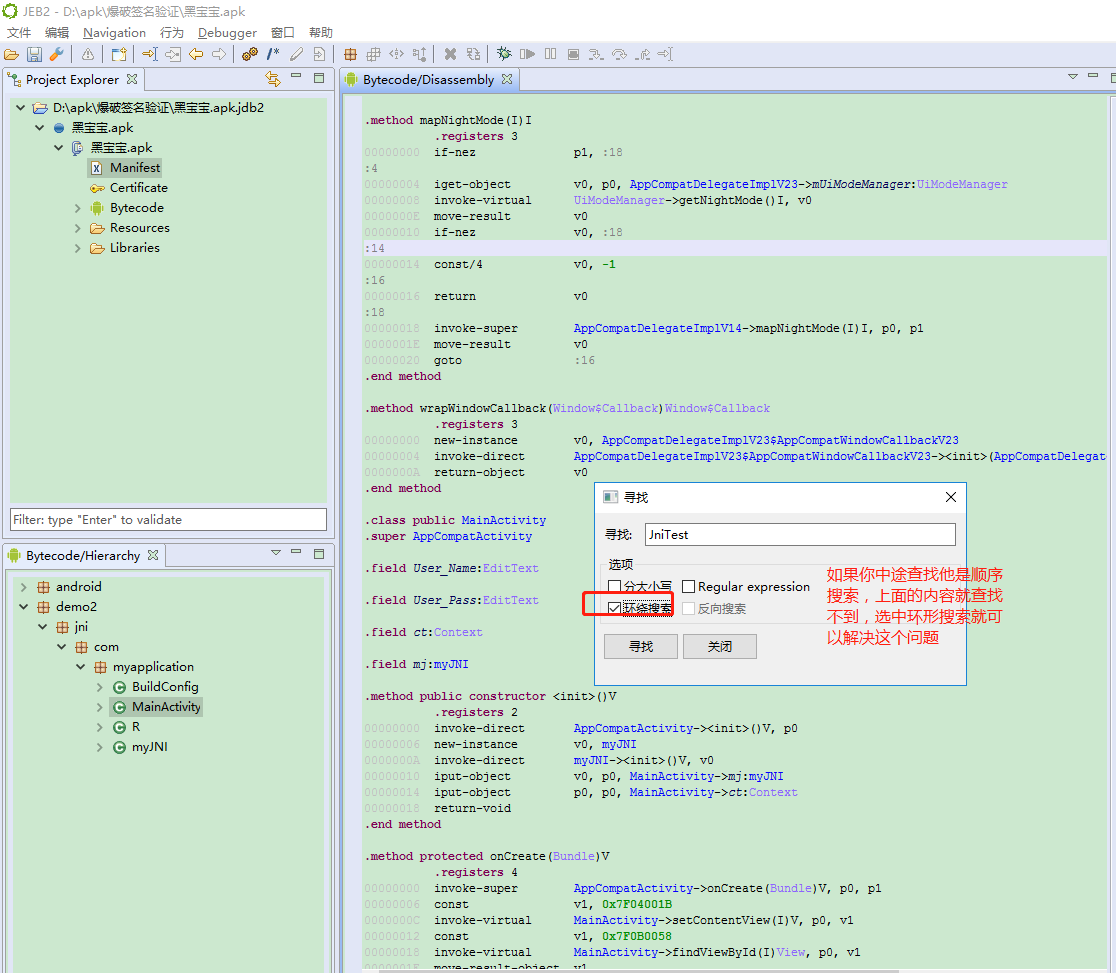 JEB2 - D:\apk\爆破签名验证\黑宝宝.apk
文件 编辑 Navigation 行为 Debugger 窗口 帮助
Project Explorer
D:\apk\爆破签名验证\黑宝宝.apk.jdb2
黑宝宝.apk
黑宝宝.apk
Manifest
Certificate
Bytecode
Resources
Libraries
Filter: type "Enter" to validate
Bytecode/Hierarchy
android
demo2
jni
com
myapplication
BuildConfig
MainActivity
R
myJNI
Bytecode/Disassembly
.method mapNightMode(I)I
.registers 3
00000000 if-nez p1, :18
:4
00000004 iget-object v0, p0, AppCompatDelegateImplV23->mUiModeManager:UiModeManager
00000008 invoke-virtual UiModeManager->getNightMode()I, v0
0000000E move-result v0
00000010 if-nez v0, :18
:14
00000014 const/4 v0, -1
:16
00000016 return v0
:18
00000018 invoke-super AppCompatDelegateImplV14->mapNightMode(I)I, p0, p1
0000001E move-result v0
00000020 goto :16
.end method
.method wrapWindowCallback(Window$Callback)Window$Callback
.registers 3
00000000 new-instance v0, AppCompatDelegateImplV23$AppCompatWindowCallbackV23
00000004 invoke-direct AppCompatDelegateImplV23$AppCompatWindowCallbackV23-><init>(AppCompatDelegat
0000000A return-object v0
.end method
.class public MainActivity
.super AppCompatActivity
.field User_Name:EditText
.field User_Pass:EditText
.field ct:Context
.field mj:myJNI
.method public constructor <init>()V
.registers 2
00000000 invoke-direct AppCompatActivity-><init>()V, p0
00000006 new-instance v0, myJNI
0000000A invoke-direct myJNI-><init>()V, v0
00000010 iput-object v0, p0, MainActivity->mj:myJNI
00000014 iput-object p0, p0, MainActivity->ct:Context
00000018 return-void
.end method
.method protected onCreate(Bundle)V
.registers 4
00000000 invoke-super AppCompatActivity->onCreate(Bundle)V, p0, p1
00000006 const v1, 0x7F04001B
0000000C invoke-virtual MainActivity->setContentView(I)V, p0, v1
00000012 const v1, 0x7F0B0058
00000018 invoke-virtual MainActivity->findViewById(I)View, p0, v1
0000001E move-result-object v1
寻找
寻找: JniTest
选项
分大小写 Regular expression
环绕搜索 反向搜索
寻找 关闭
如果你中途查找他是顺序
搜索，上面的内容就查找
不到，选中环形搜索就可
以解决这个问题